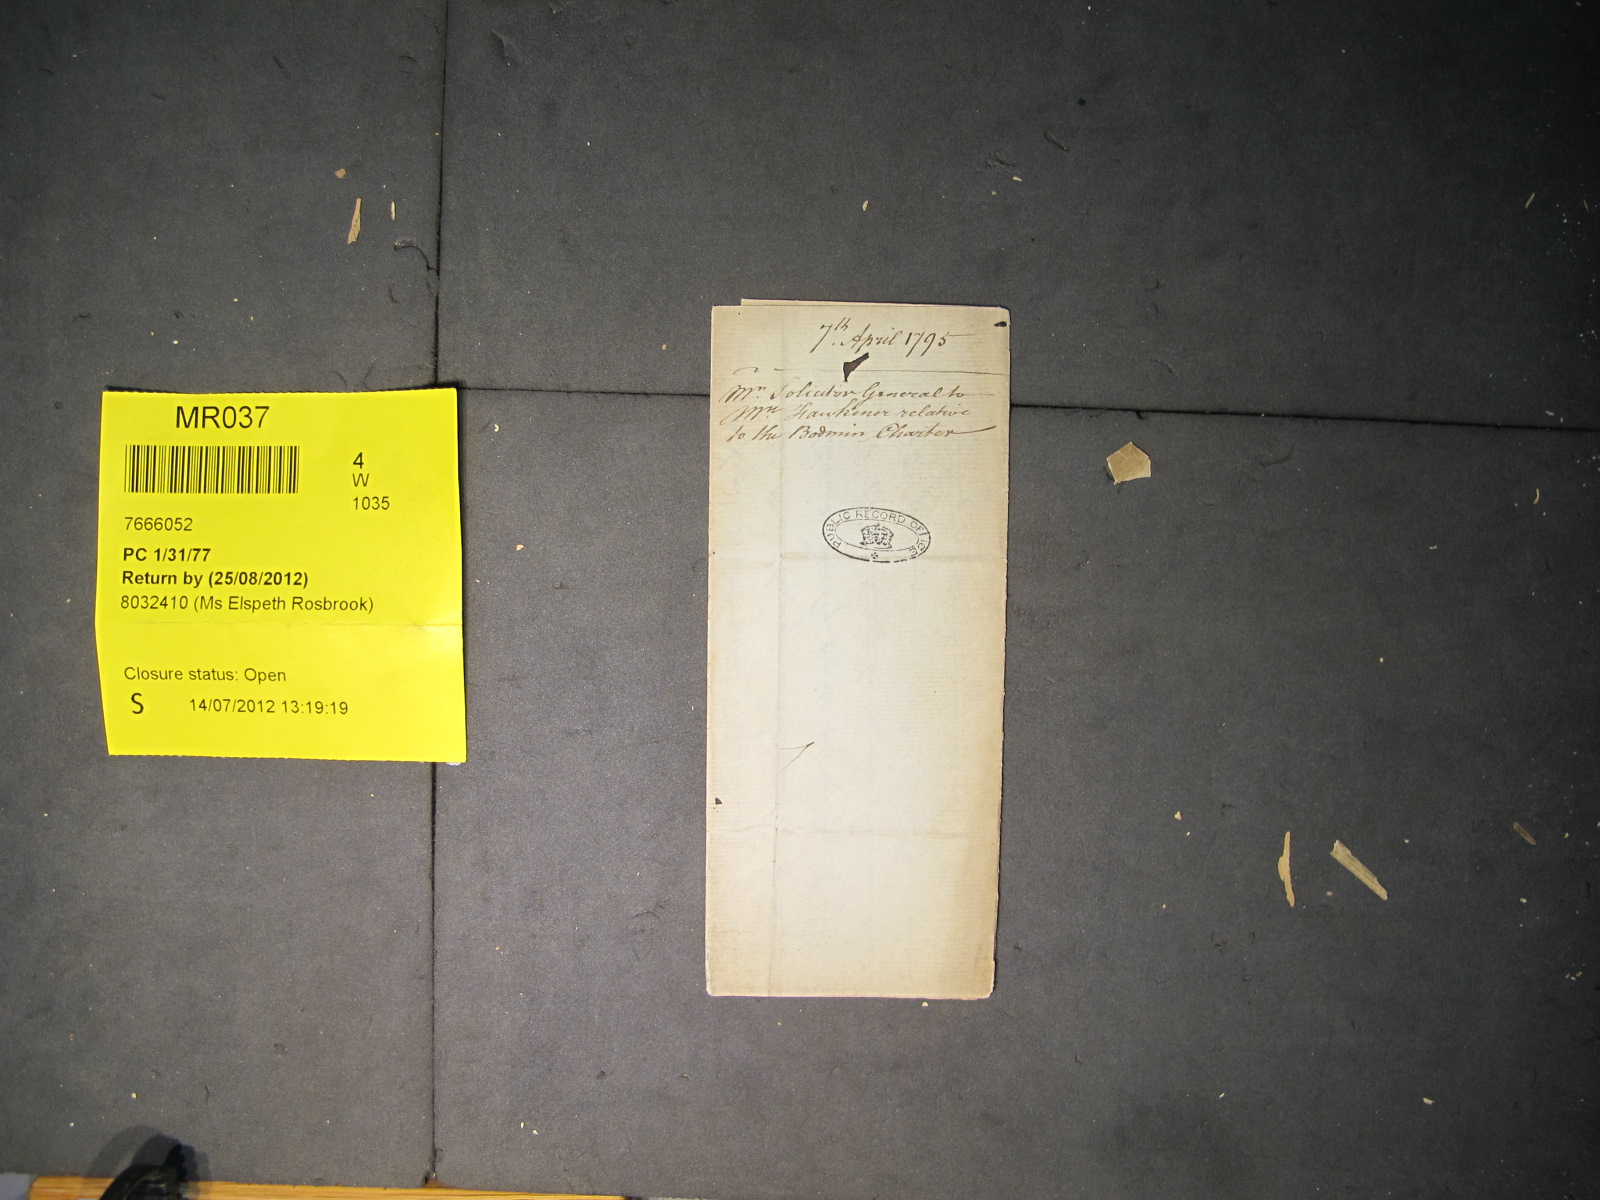 MR037
4
W
1035
7666052
PC 1/31/77
Return by (25/08/2012)
8032410 (Ms Elspeth Rosbrook)
Closure status: Open
S 14/07/2012 13:19:19
7th. April 1795
Mr. Solicitor General to
Mr. Fawkener relative
to the Bodmin Charter
PUBLIC RECORD OFFICE